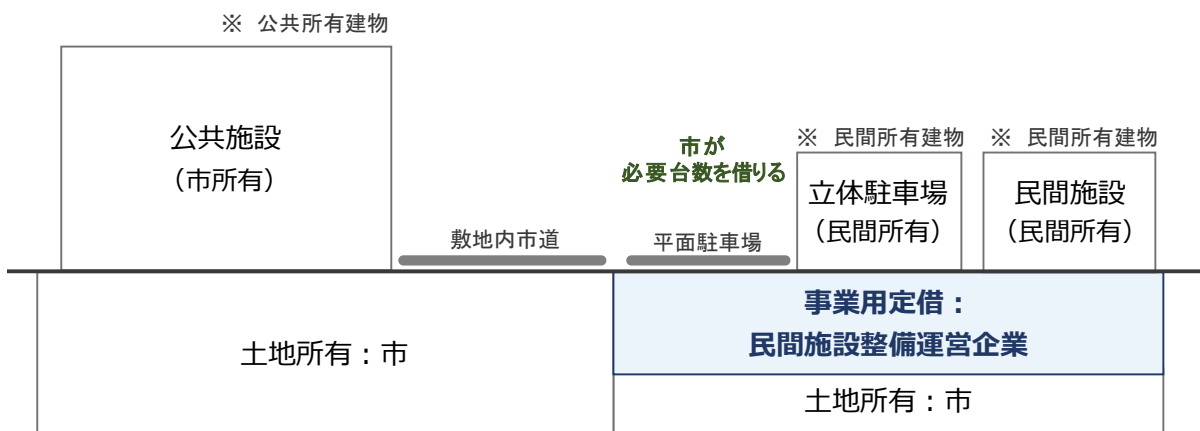 ※ 公共所有建物
公共施設
（市所有）
敷地内市道
市が
必要台数を借りる
平面駐車場
※ 民間所有建物
立体駐車場
（民間所有）
※ 民間所有建物
民間施設
（民間所有）
土地所有：市
事業用定借：
民間施設整備運営企業
土地所有：市